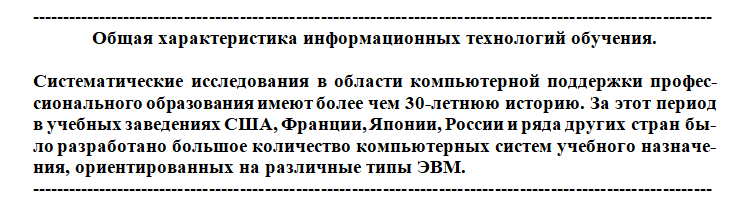 ----------------------------------------------------------------------------------------------------------------
Общая характеристика информационных технологий обучения.
Систематические исследования в области компьютерной поддержки профес-
сионального образования имеют более чем 30-летнюю историю. За этот период
в учебных заведениях США, Франции, Японии, России и ряда других стран бы-
ло разработано большое количество компьютерных систем учебного назначе-
ния, ориентированных на различные типы ЭВМ.
----------------------------------------------------------------------------------------------------------------